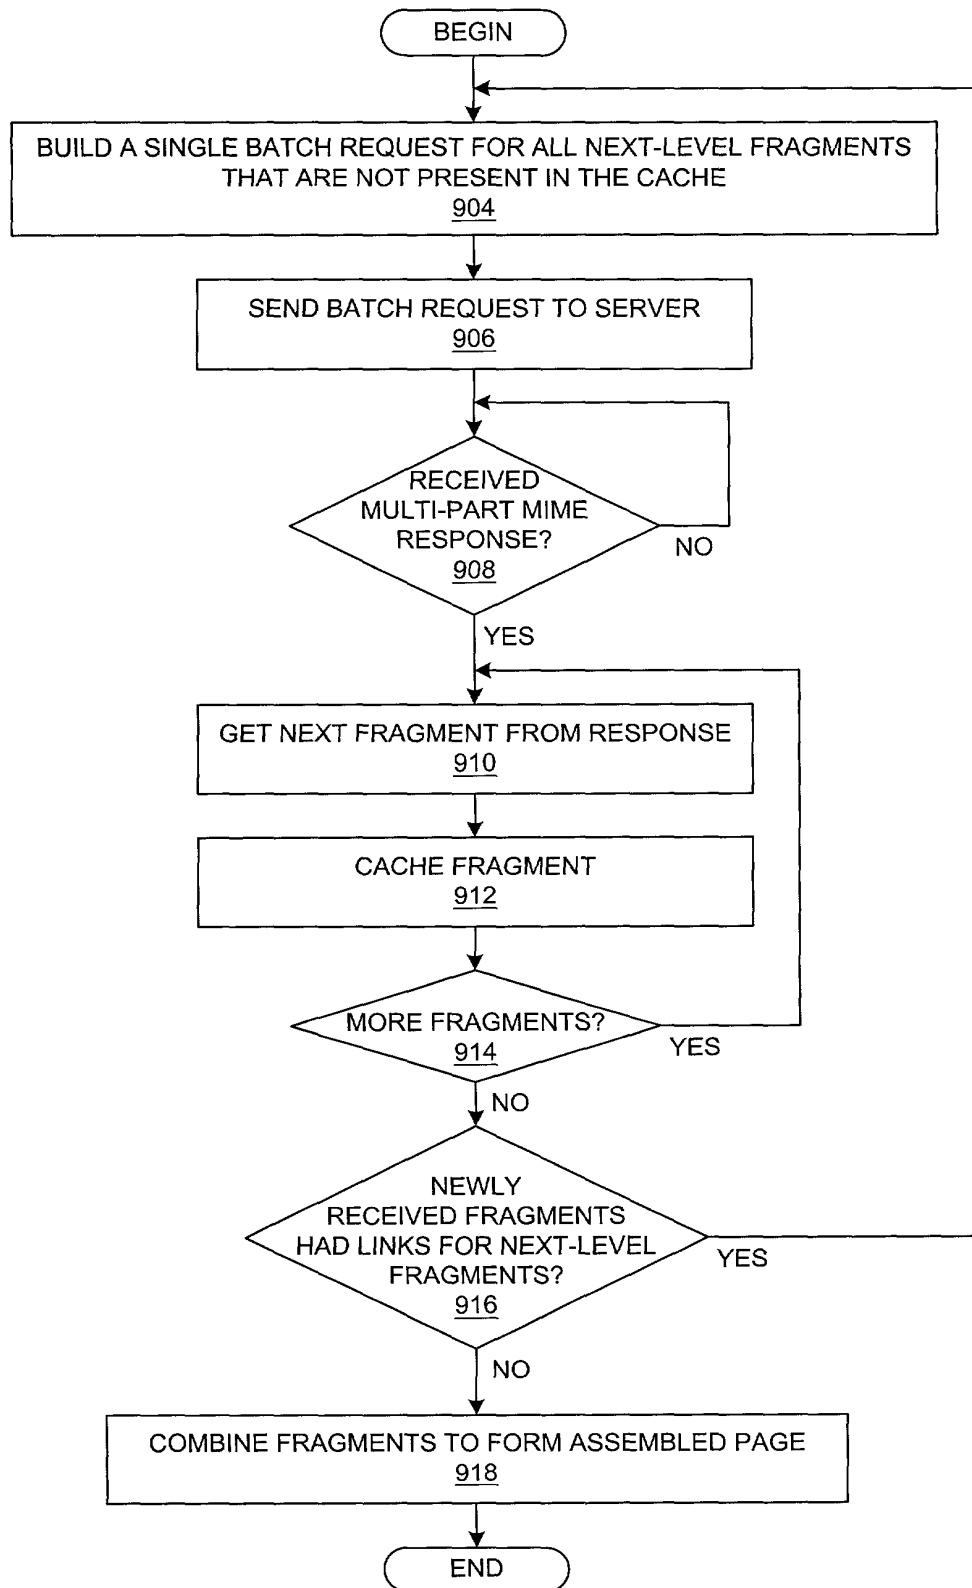 BEGIN
BUILD A SINGLE BATCH REQUEST FOR ALL NEXT-LEVEL FRAGMENTS
THAT ARE NOT PRESENT IN THE CACHE
904
SEND BATCH REQUEST TO SERVER
906
RECEIVED
MULTI-PART MIME
RESPONSE?
908
NO
YES
GET NEXT FRAGMENT FROM RESPONSE
910
CACHE FRAGMENT
912
MORE FRAGMENTS?
914
YES
NO
NEWLY
RECEIVED FRAGMENTS
HAD LINKS FOR NEXT-LEVEL
FRAGMENTS?
916
YES
NO
COMBINE FRAGMENTS TO FORM ASSEMBLED PAGE
918
END